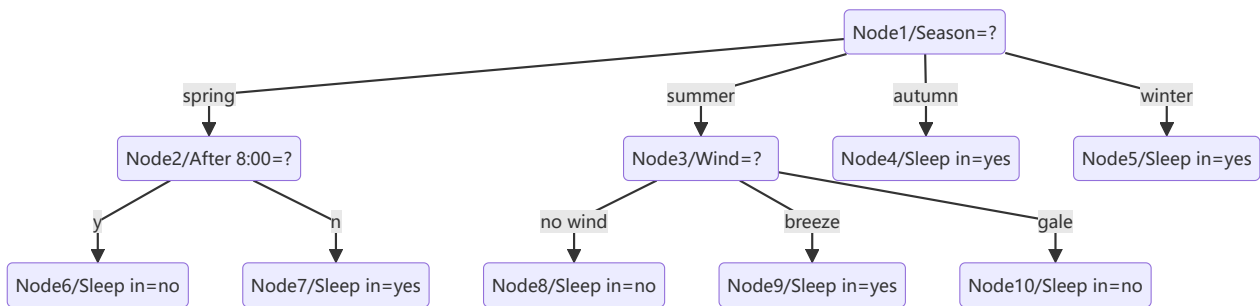 Node1/Season=?
spring
summer
autumn
winter
Node2/After 8:00=?
Node3/Wind=?
Node4/Sleep in=yes
Node5/Sleep in=yes
y
n
no wind
breeze
gale
Node6/Sleep in=no
Node7/Sleep in=yes
Node8/Sleep in=no
Node9/Sleep in=yes
Node10/Sleep in=no